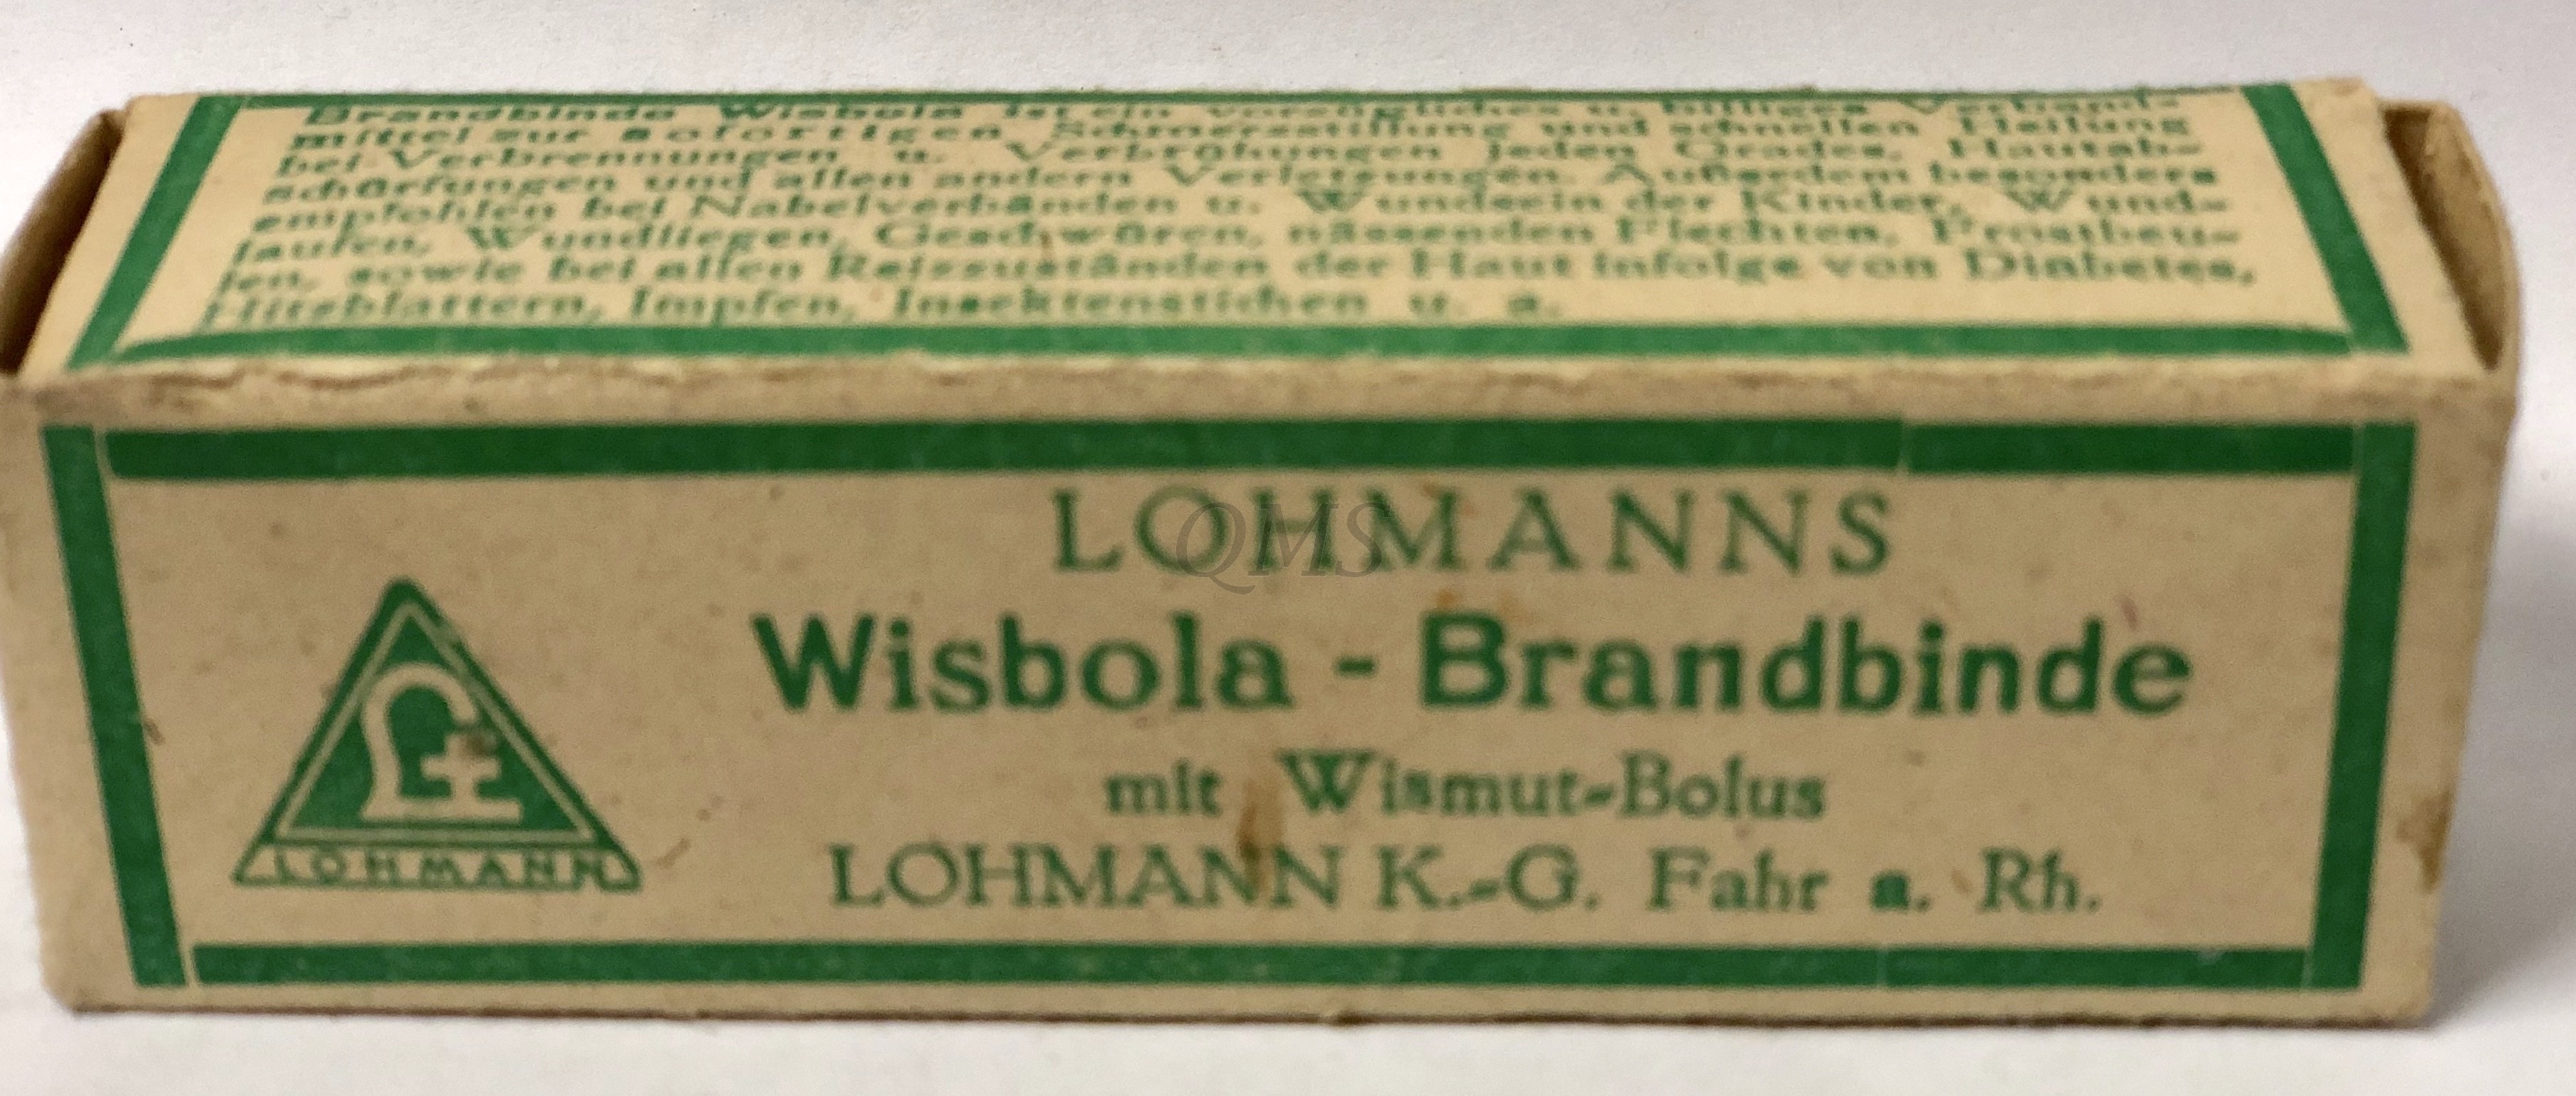 Brandbinde Wisbola ist ein vorzügliches u. billiges Verband-
mittel zur sofortigen Schmerzstillung und schnellen Heilung
bei Verbrennungen u. Verbrühungen jeden Grades, Hautab-
schürfungen und allen andern Verletzungen. Außerdem besonders
empfohlen bei Nabelverbänden u. Wundsein der Kinder, Wund-
laufen, Wundliegen, Geschwüren, nässenden Flechten, Frostbeu-
len, sowie bei allen Reizzuständen der Haut infolge von Diabetes,
Hitzblattern, Impfen, Insektenstichen u. a.
LOHMANNS
QMS
Wisbola - Brandbinde
mit Wismut-Bolus
LOHMANN K.-G. Fahr a. Rh.
LOHMANN